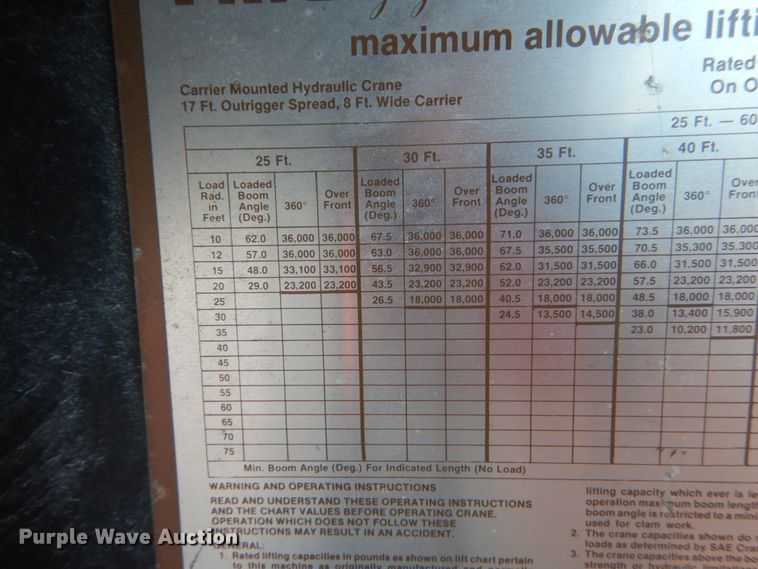 maximum allowable lifti
Carrier Mounted Hydraulic Crane
17 Ft. Outrigger Spread, 8 Ft. Wide Carrier
Rated
On O
25 Ft. — 60
25 Ft. 30 Ft. 35 Ft. 40 Ft.
Load Rad. in Feet Loaded Boom Angle (Deg.) 360° Over Front Loaded Boom Angle (Deg.) 360° Over Front Loaded Boom Angle (Deg.) 360° Over Front Loaded Boom Angle (Deg.) 360° Over Front
10 62.0 36,000 36,000 67.5 36,000 36,000 71.0 36,000 36,000 73.5 36,000 36,000
12 57.0 36,000 36,000 63.0 36,000 36,000 67.5 35,500 35,500 70.5 35,300 35,300
15 48.0 33,100 33,100 56.5 32,900 32,900 62.0 31,500 31,500 66.0 31,500 31,500
20 29.0 23,200 23,200 43.5 23,200 23,200 52.0 23,200 23,200 57.5 23,200 23,200
25 26.5 18,000 18,000 40.5 18,000 18,000 48.5 18,000 18,000
30 24.5 13,500 14,500 38.0 13,400 15,900
35 23.0 10,200 11,800
40
45
50
55
60
65
70
75
Min. Boom Angle (Deg.) For Indicated Length (No Load)
WARNING AND OPERATING INSTRUCTIONS
READ AND UNDERSTAND THESE OPERATING INSTRUCTIONS
AND THE CHART VALUES BEFORE OPERATING CRANE.
OPERATION WHICH DOES NOT FOLLOW THESE
INSTRUCTIONS MAY RESULT IN AN ACCIDENT.
GENERAL:
1. Rated lifting capacities in pounds as shown on lift chart pertain
to this machine as originally manufactured and
lifting capacity which ever is le
operation maximum boom length
boom angle is restricted to a mini
used for clam work.
2. The crane capacities shown do
loads as determined by SAE Cra
3. The crane capacities above the bo
strength or hydraulic
Purple Wave Auction